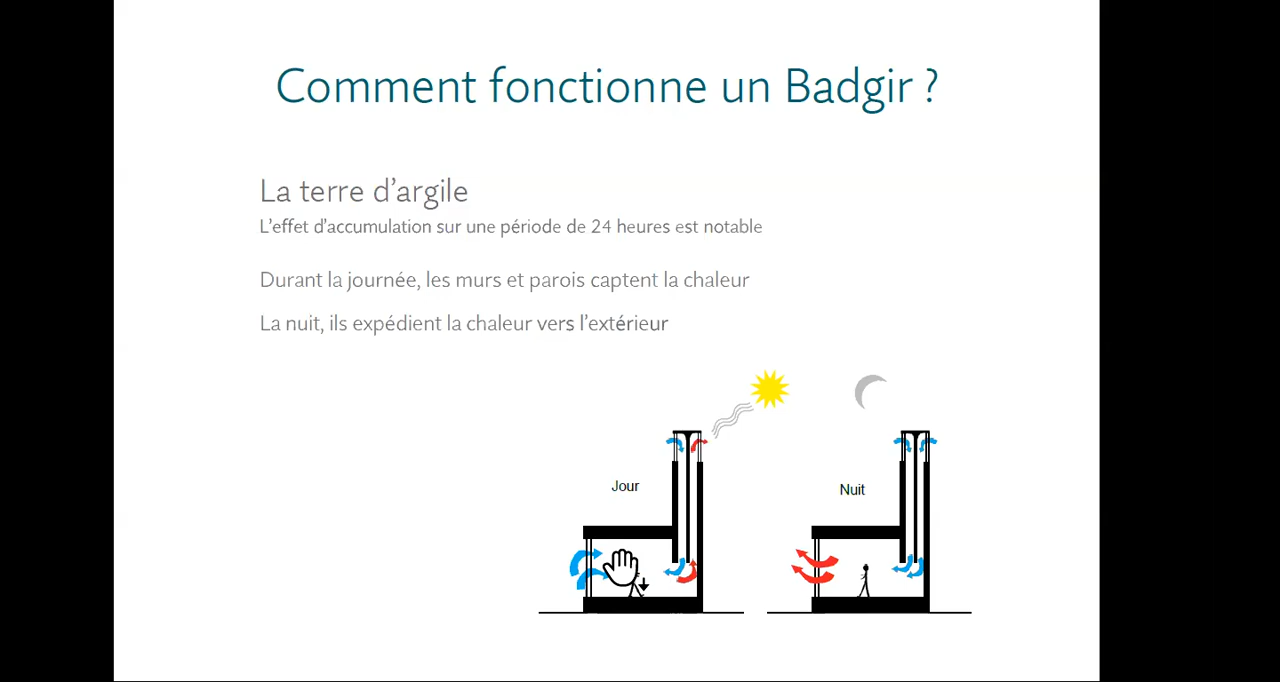 Comment fonctionne un Badgir ?
La terre d'argile
L'effet d'accumulation sur une période de 24 heures est notable
Durant la journée, les murs et parois captent la chaleur
La nuit, ils expédient la chaleur vers l'extérieur
Jour
Nuit